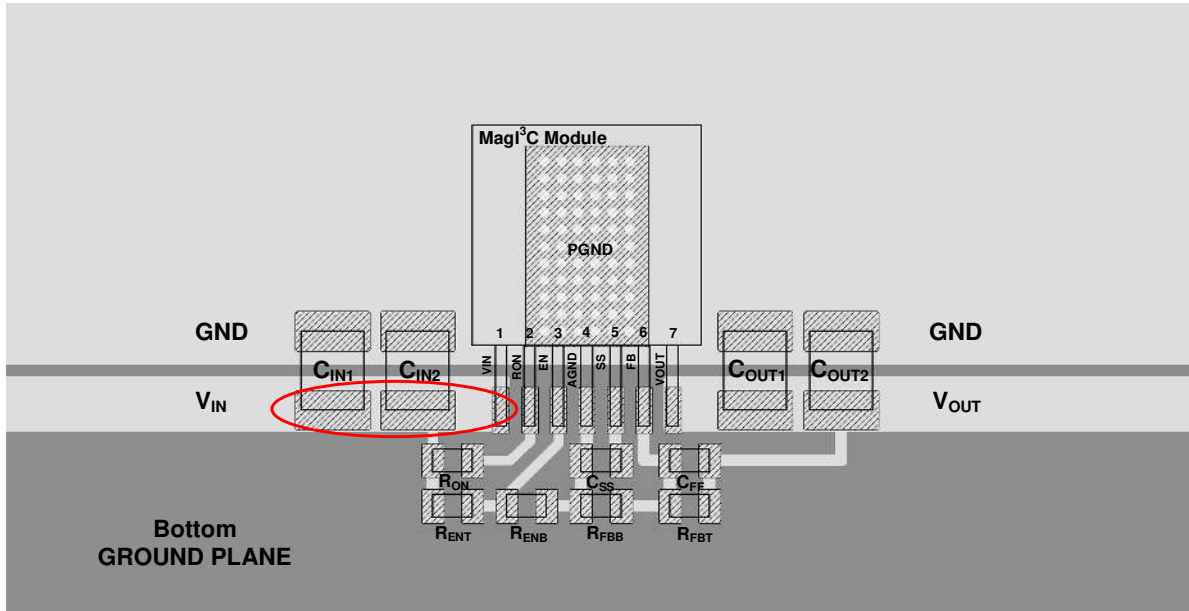 MagI³C Module
PGND
1 2 3 4 5 6 7
VIN RON EN AGND SS FB VOUT
GND GND
CIN1 CIN2 COUT1 COUT2
VIN VOUT
RON CSS CFF
RENT RENB RFBB RFBT
Bottom
GROUND PLANE